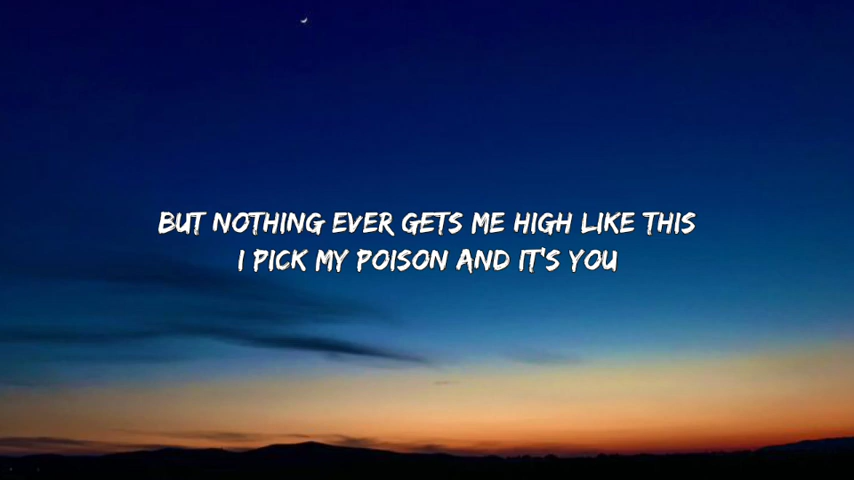 BUT NOTHING EVER GETS ME HIGH LIKE THIS
I PICK MY POISON AND IT'S YOU